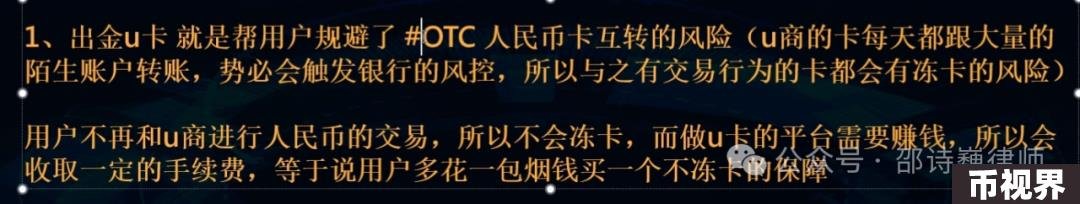 1、出金u卡 就是帮用户规避了 #OTC 人民币卡互转的风险（u商的卡每天都跟大量的
陌生账户转账，势必会触发银行的风控，所以与之有交易行为的卡都会有冻卡的风险）
用户不再和u商进行人民币的交易，所以不会冻卡，而做u卡的平台需要赚钱，所以会
收取一定的手续费，等于说用户多花一包烟钱买一个不冻卡的保障
公众号 · 邵诗巍律师
币视界